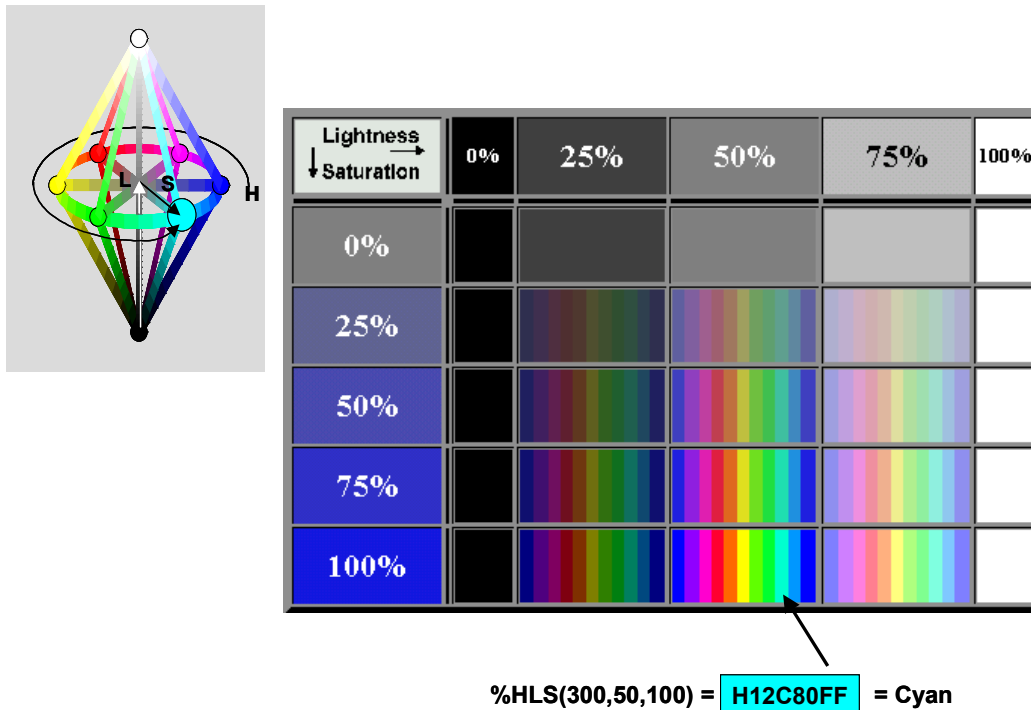 L S H
Lightness
Saturation
0% 25% 50% 75% 100%
0%
25%
50%
75%
100%
%HLS(300,50,100) = H12C80FF = Cyan